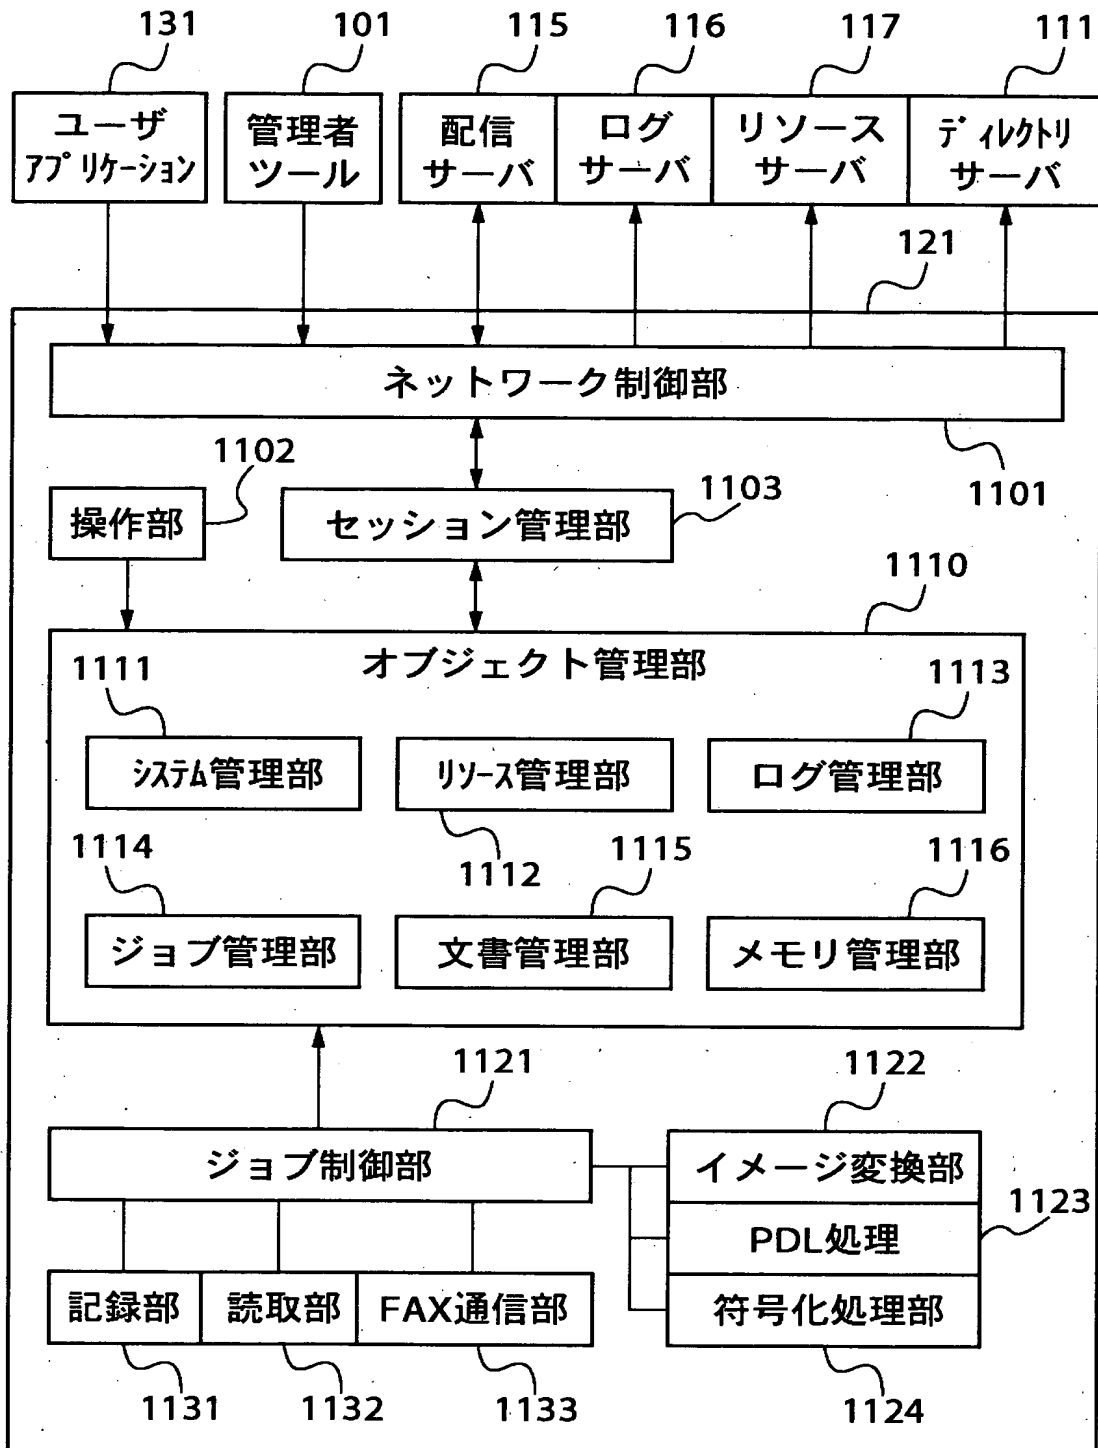 131 101 115 116 117 111
ユーザ アプリケーション
管理者 ツール
配信 サーバ
ログ サーバ
リソース サーバ
ディレクトリ サーバ
121
ネットワーク制御部
1101
1102
操作部
1103
セッション管理部
1110
オブジェクト管理部
1111
システム管理部
リソース管理部
1112
1113
ログ管理部
1114
ジョブ管理部
1115
文書管理部
1116
メモリ管理部
1121
ジョブ制御部
1122
イメージ変換部
1123
PDL処理
符号化処理部
1124
記録部 読取部 FAX通信部
1131 1132 1133